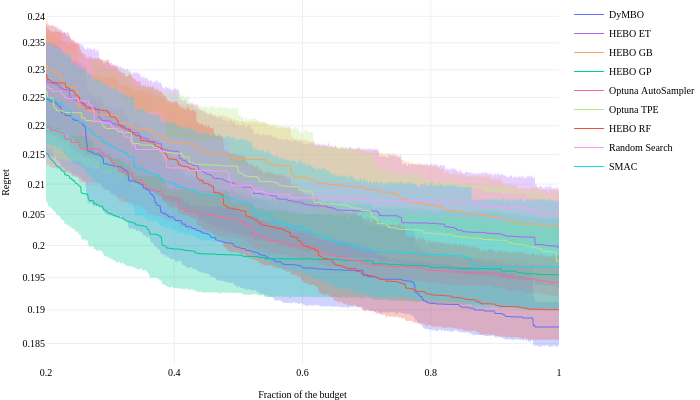 0.24
0.235
0.23
0.225
0.22
0.215
0.21
0.205
0.2
0.195
0.19
0.185
Regret
0.2 0.4 0.6 0.8 1
Fraction of the budget
DyMBO
HEBO ET
HEBO GB
HEBO GP
Optuna AutoSampler
Optuna TPE
HEBO RF
Random Search
SMAC